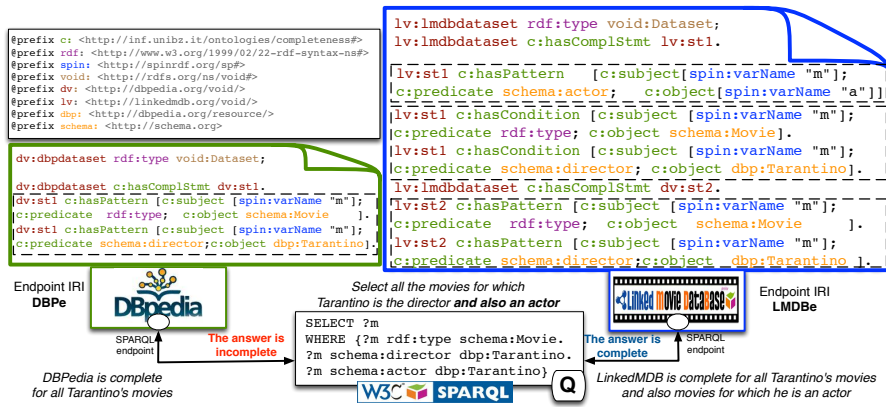 @prefix c: <http://inf.unibz.it/ontologies/completeness#>
@prefix rdf: <http://www.w3.org/1999/02/22-rdf-syntax-ns#>
@prefix spin: <http://spinrdf.org/sp#>
@prefix void: <http://rdfs.org/ns/void#>
@prefix dv: <http://dbpedia.org/void/>
@prefix lv: <http://linkedmdb.org/void/>
@prefix dbp: <http://dbpedia.org/resource/>
@prefix schema: <http://schema.org>
dv:dbpdataset rdf:type void:Dataset;
dv:dbpdataset c:hasComplStmt dv:st1.
dv:st1 c:hasPattern [c:subject [spin:varName "m"];
c:predicate rdf:type; c:object schema:Movie ].
dv:st1 c:hasPattern [c:subject [spin:varName "m"];
c:predicate schema:director;c:object dbp:Tarantino].
lv:lmdbdataset rdf:type void:Dataset;
lv:lmdbdataset c:hasComplStmt lv:st1.
lv:st1 c:hasPattern [c:subject[spin:varName "m"];
c:predicate schema:actor; c:object[spin:varName "a"]]
lv:st1 c:hasCondition [c:subject [spin:varName "m"];
c:predicate rdf:type; c:object schema:Movie].
lv:st1 c:hasCondition [c:subject [spin:varName "m"];
c:predicate schema:director; c:object dbp:Tarantino].
lv:lmdbdataset c:hasComplStmt dv:st2.
lv:st2 c:hasPattern [c:subject [spin:varName "m"];
c:predicate rdf:type; c:object schema:Movie ].
lv:st2 c:hasPattern [c:subject [spin:varName "m"];
c:predicate schema:director;c:object dbp:Tarantino ].
Endpoint IRI
DBPe
DBpedia
SPARQL
endpoint
The answer is
incomplete
DBPedia is complete
for all Tarantino's movies
Select all the movies for which
Tarantino is the director and also an actor
SELECT ?m
WHERE {?m rdf:type schema:Movie.
?m schema:director dbp:Tarantino.
?m schema:actor dbp:Tarantino}
Q
W3C SPARQL
Linked Movie DataBase
Endpoint IRI
LMDBe
The answer is
complete
SPARQL
endpoint
LinkedMDB is complete for all Tarantino's movies
and also movies for which he is an actor